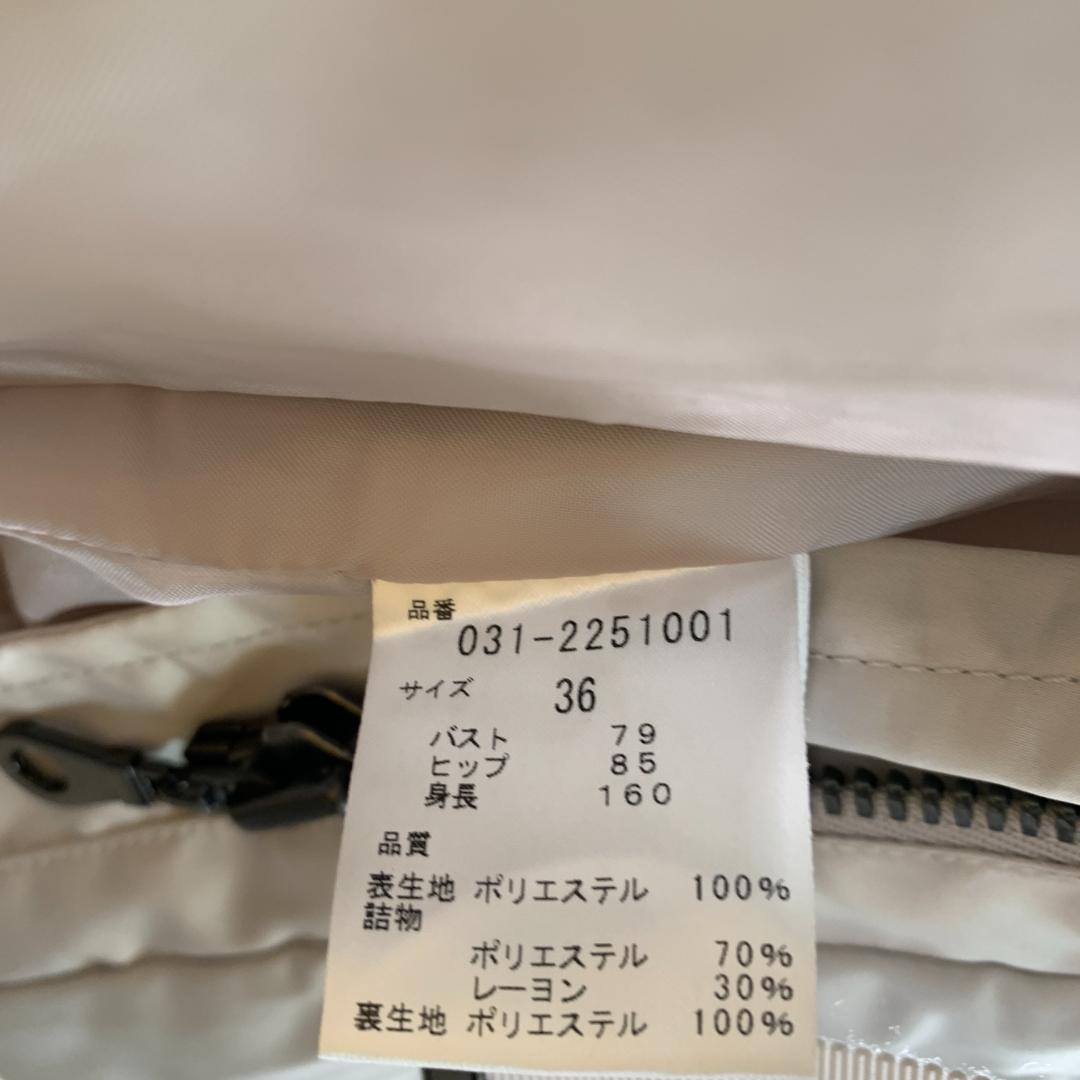 品番
031-2251001
サイズ 36
バスト 79
ヒップ 85
身長 160
品質
表生地 ポリエステル 100%
詰物
ポリエステル 70%
レーヨン 30%
裏生地 ポリエステル 100%